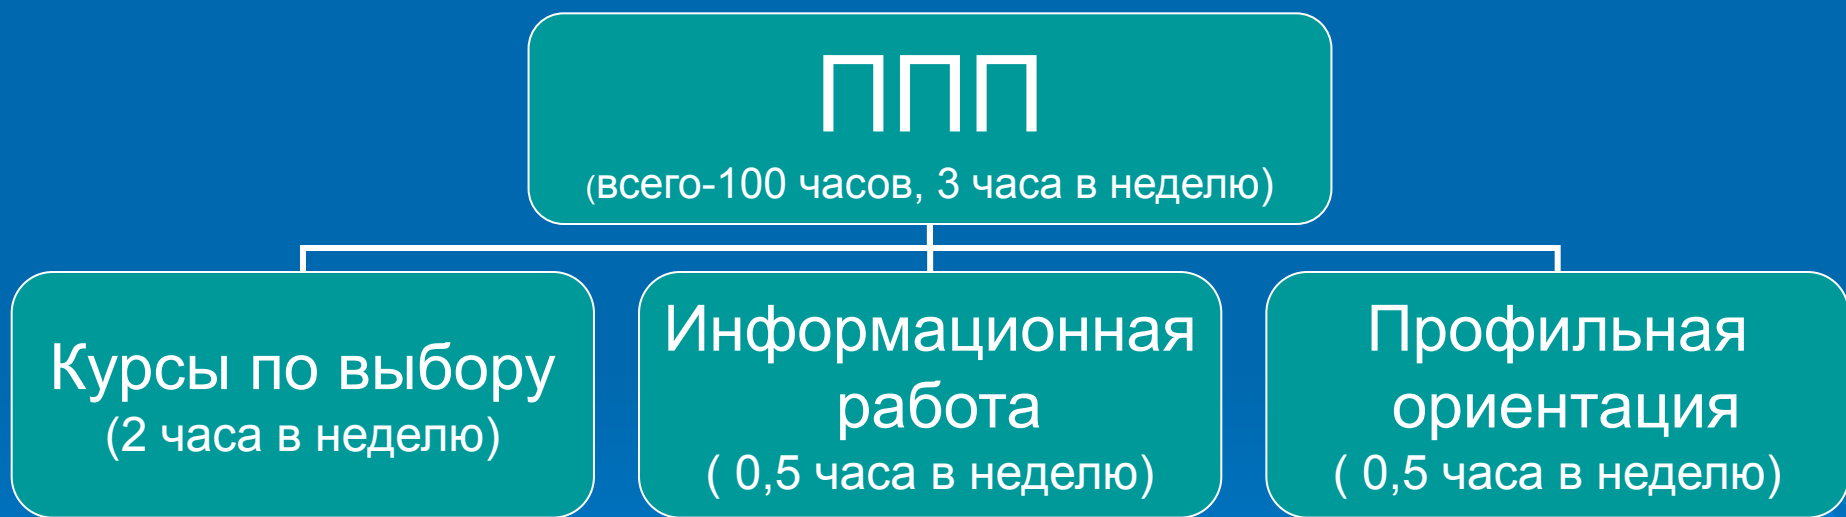 ППП
(всего-100 часов, 3 часа в неделю)
Курсы по выбору
(2 часа в неделю)
Информационная
работа
( 0,5 часа в неделю)
Профильная
ориентация
( 0,5 часа в неделю)